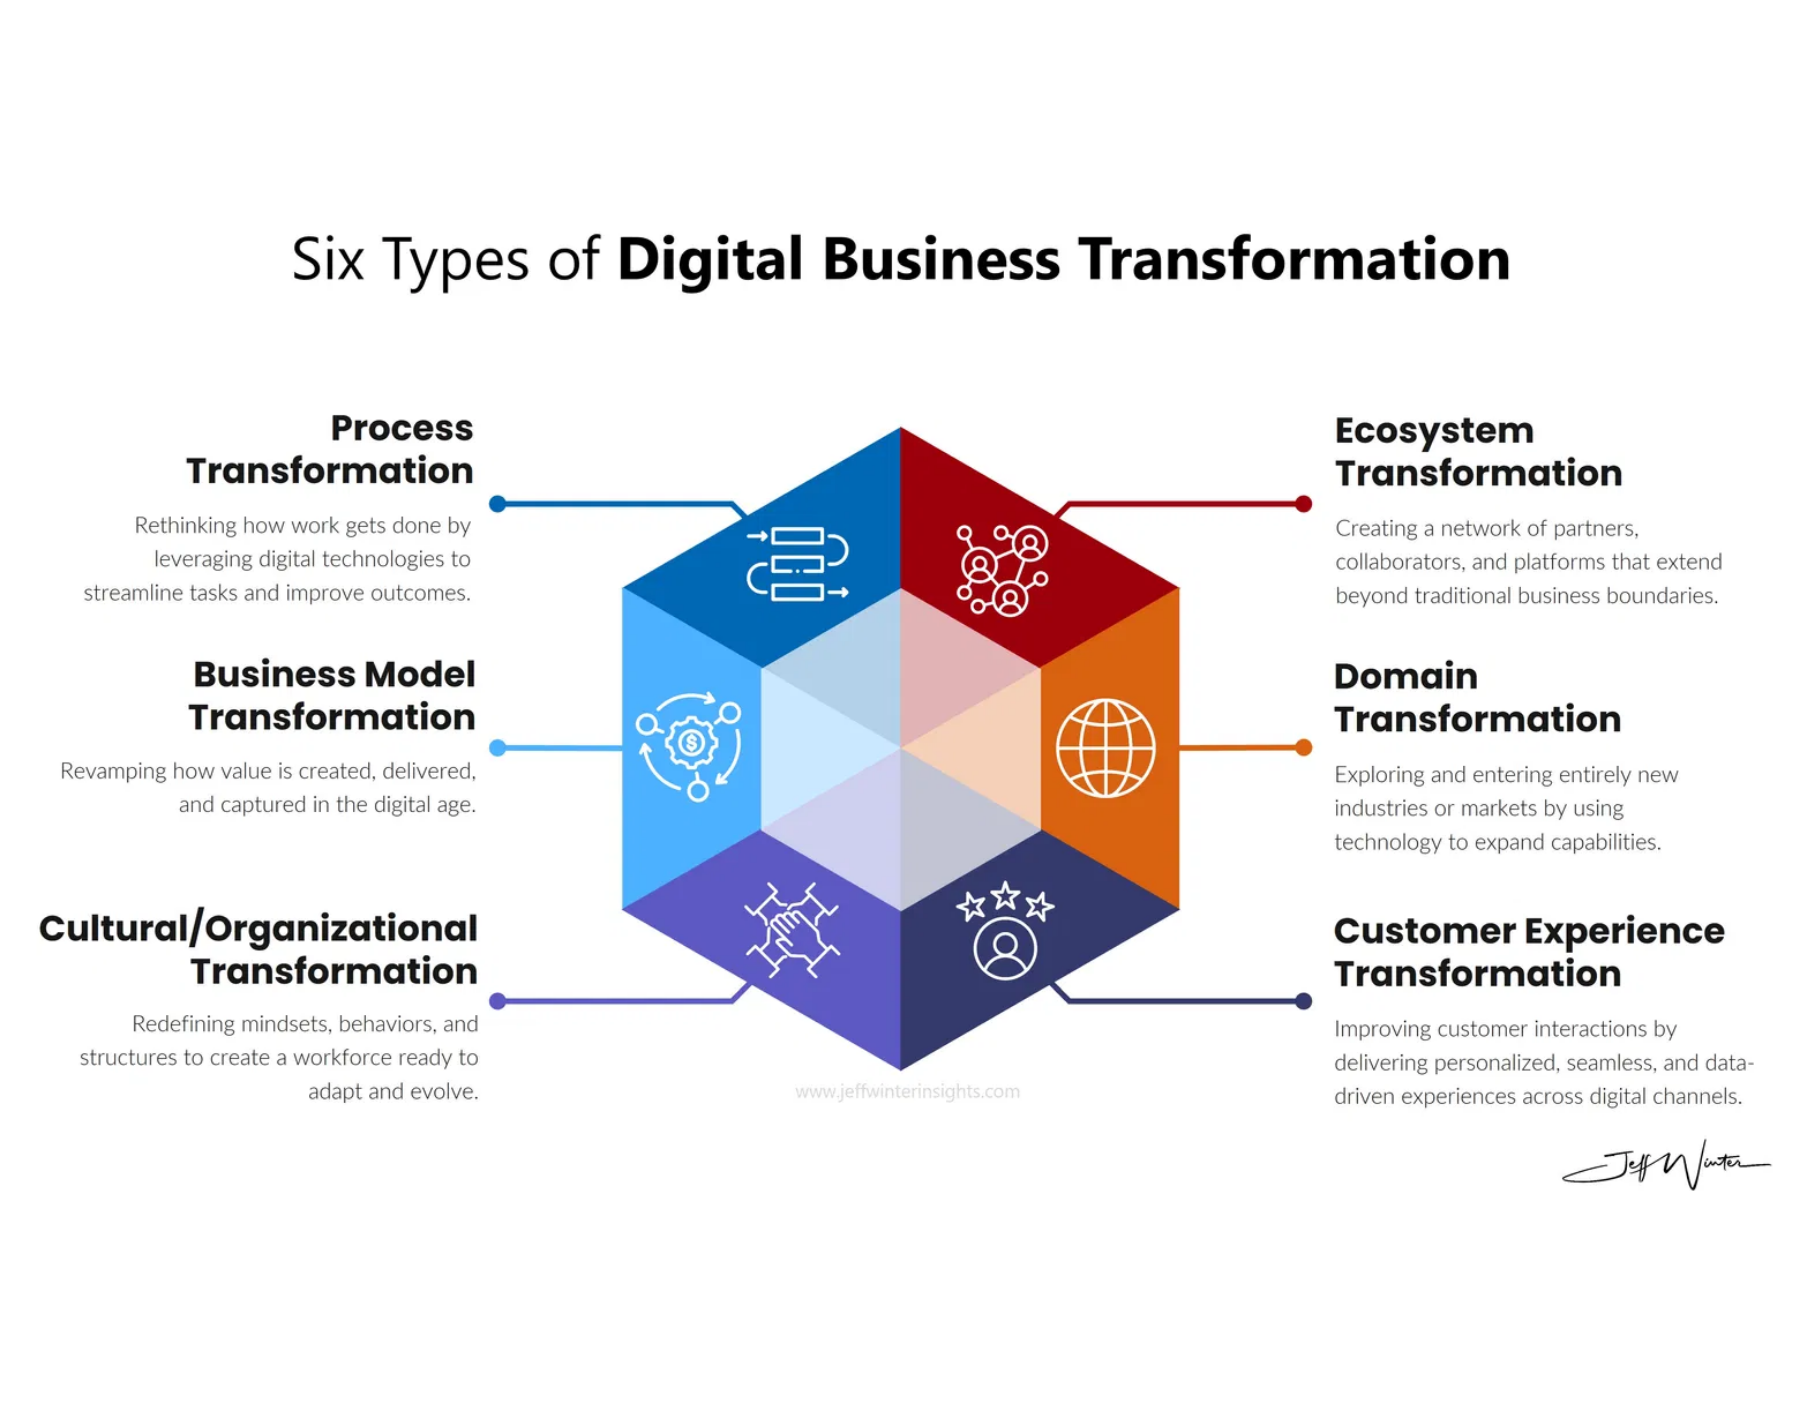 Six Types of Digital Business Transformation
Process
Transformation
Rethinking how work gets done by
leveraging digital technologies to
streamline tasks and improve outcomes.
Business Model
Transformation
Revamping how value is created, delivered,
and captured in the digital age.
Cultural/Organizational
Transformation
Redefining mindsets, behaviors, and
structures to create a workforce ready to
adapt and evolve.
Ecosystem
Transformation
Creating a network of partners,
collaborators, and platforms that extend
beyond traditional business boundaries.
Domain
Transformation
Exploring and entering entirely new
industries or markets by using
technology to expand capabilities.
Customer Experience
Transformation
Improving customer interactions by
delivering personalized, seamless, and data-
driven experiences across digital channels.
$
www.jeffwinterinsights.com
Jeff Winter